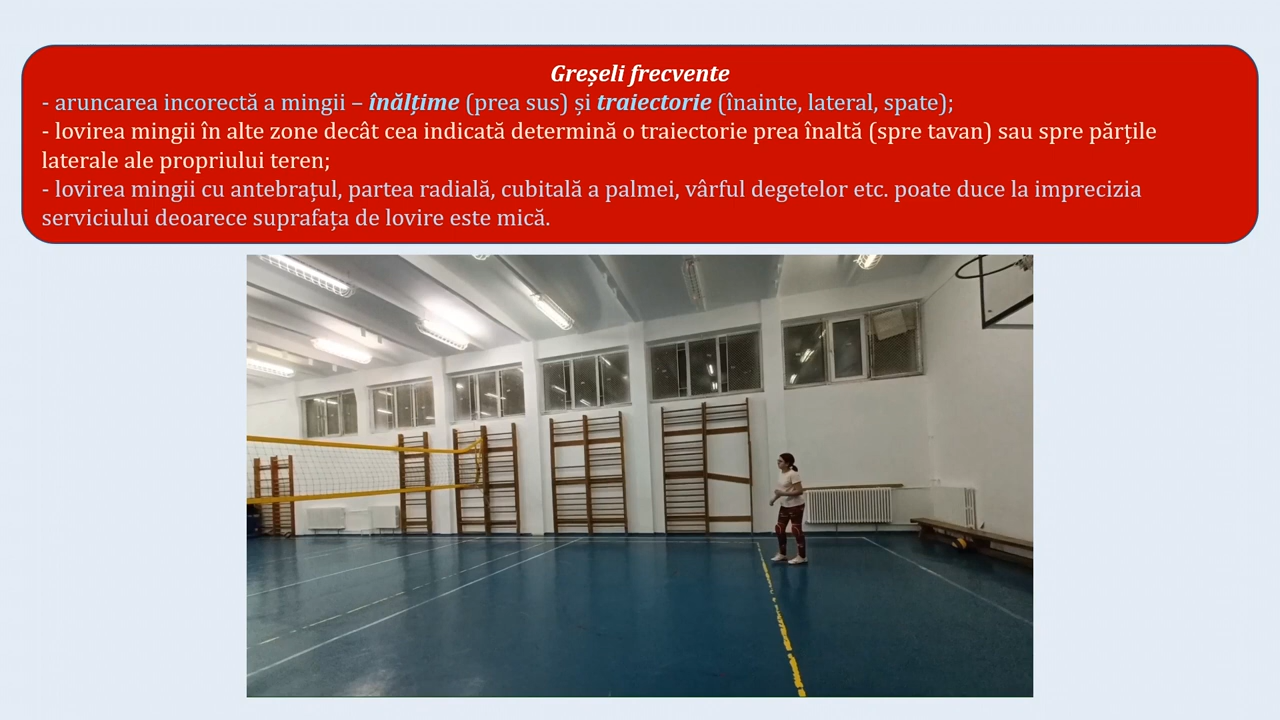 Greșeli frecvente
- aruncarea incorectă a mingii – înălțime (prea sus) și traiectorie (înainte, lateral, spate);
- lovirea mingii în alte zone decât cea indicată determină o traiectorie prea înaltă (spre tavan) sau spre părțile
laterale ale propriului teren;
- lovirea mingii cu antebrațul, partea radială, cubitală a palmei, vârful degetelor etc. poate duce la imprecizia
serviciului deoarece suprafața de lovire este mică.